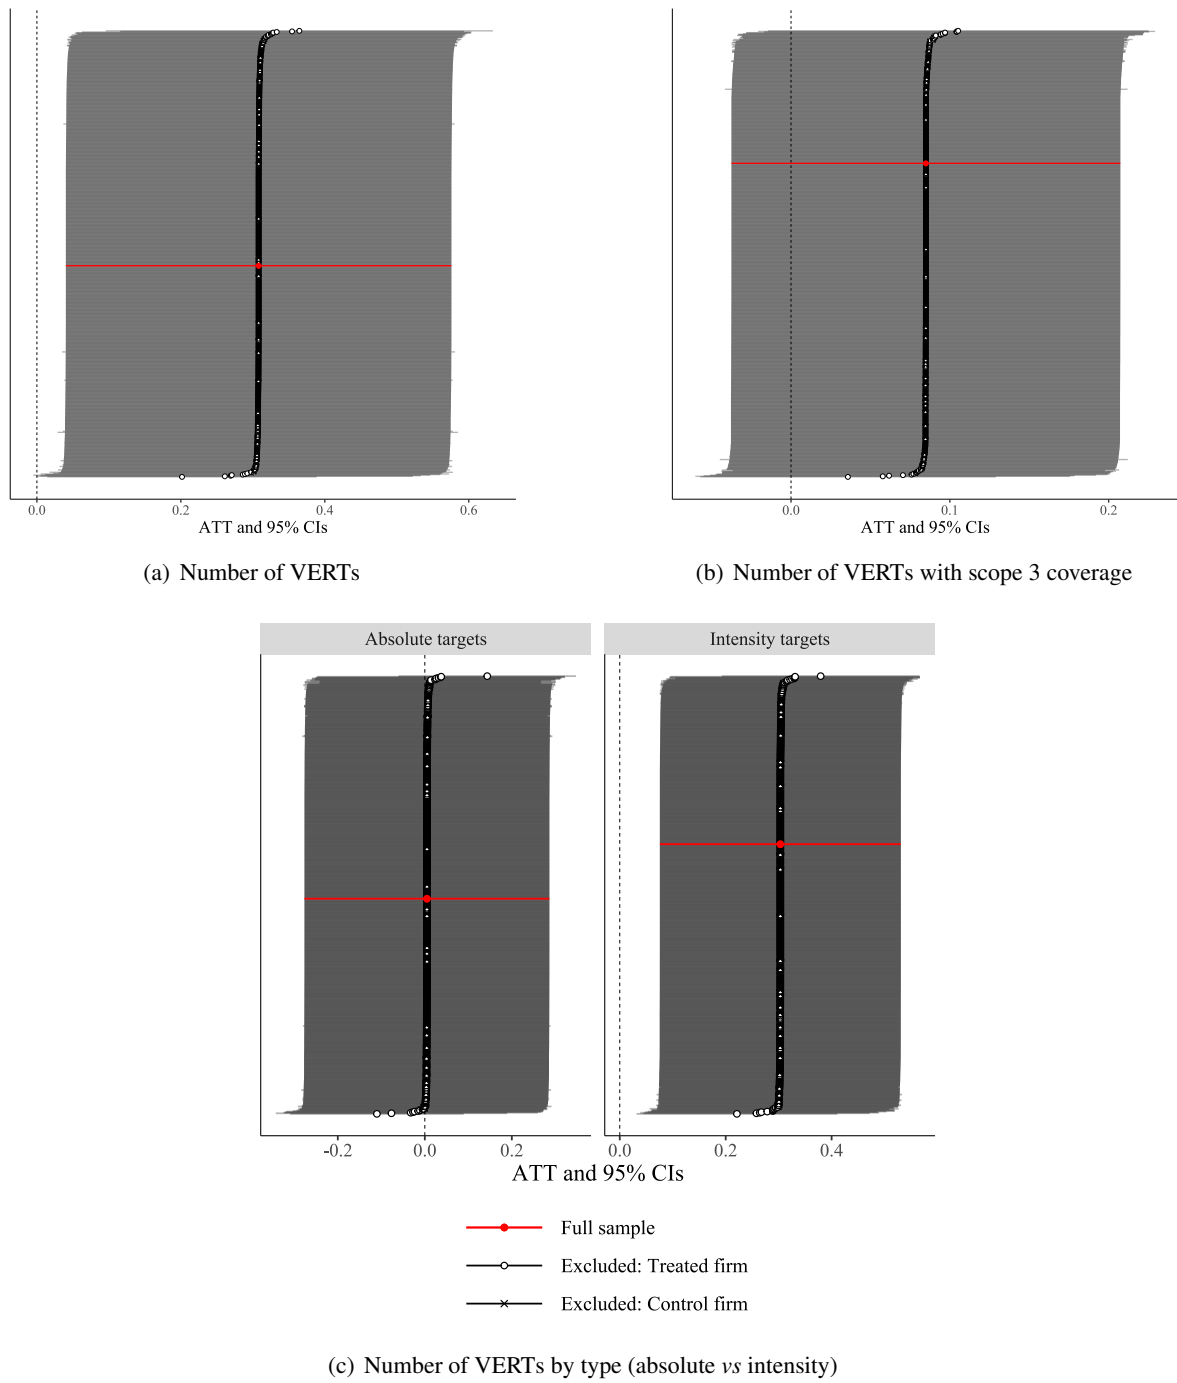 0.0 0.2 0.4 0.6
ATT and 95% CIs
(a) Number of VERTs
0.0 0.1 0.2
ATT and 95% CIs
(b) Number of VERTs with scope 3 coverage
Absolute targets
Intensity targets
-0.2 0.0 0.2
0.0 0.2 0.4
ATT and 95% CIs
Full sample
Excluded: Treated firm
Excluded: Control firm
(c) Number of VERTs by type (absolute vs intensity)